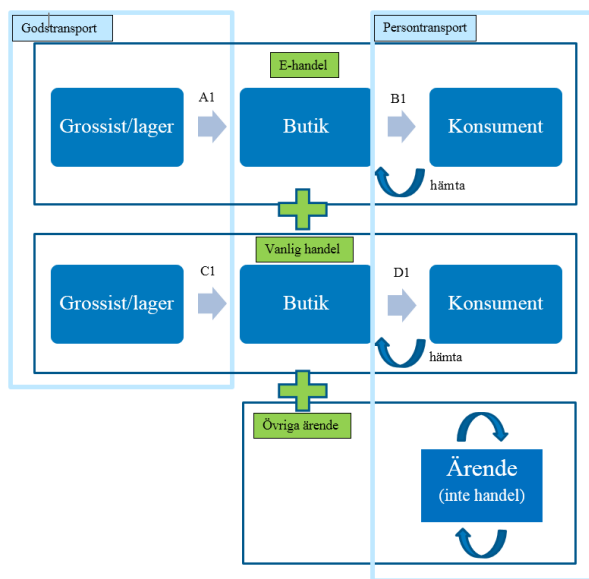 Godstransport
Persontransport
E-handel
A1
B1
Grossist/lager
Butik
Konsument
hämta
Vanlig handel
C1
D1
Grossist/lager
Butik
Konsument
hämta
Övriga ärende
Ärende
(inte handel)